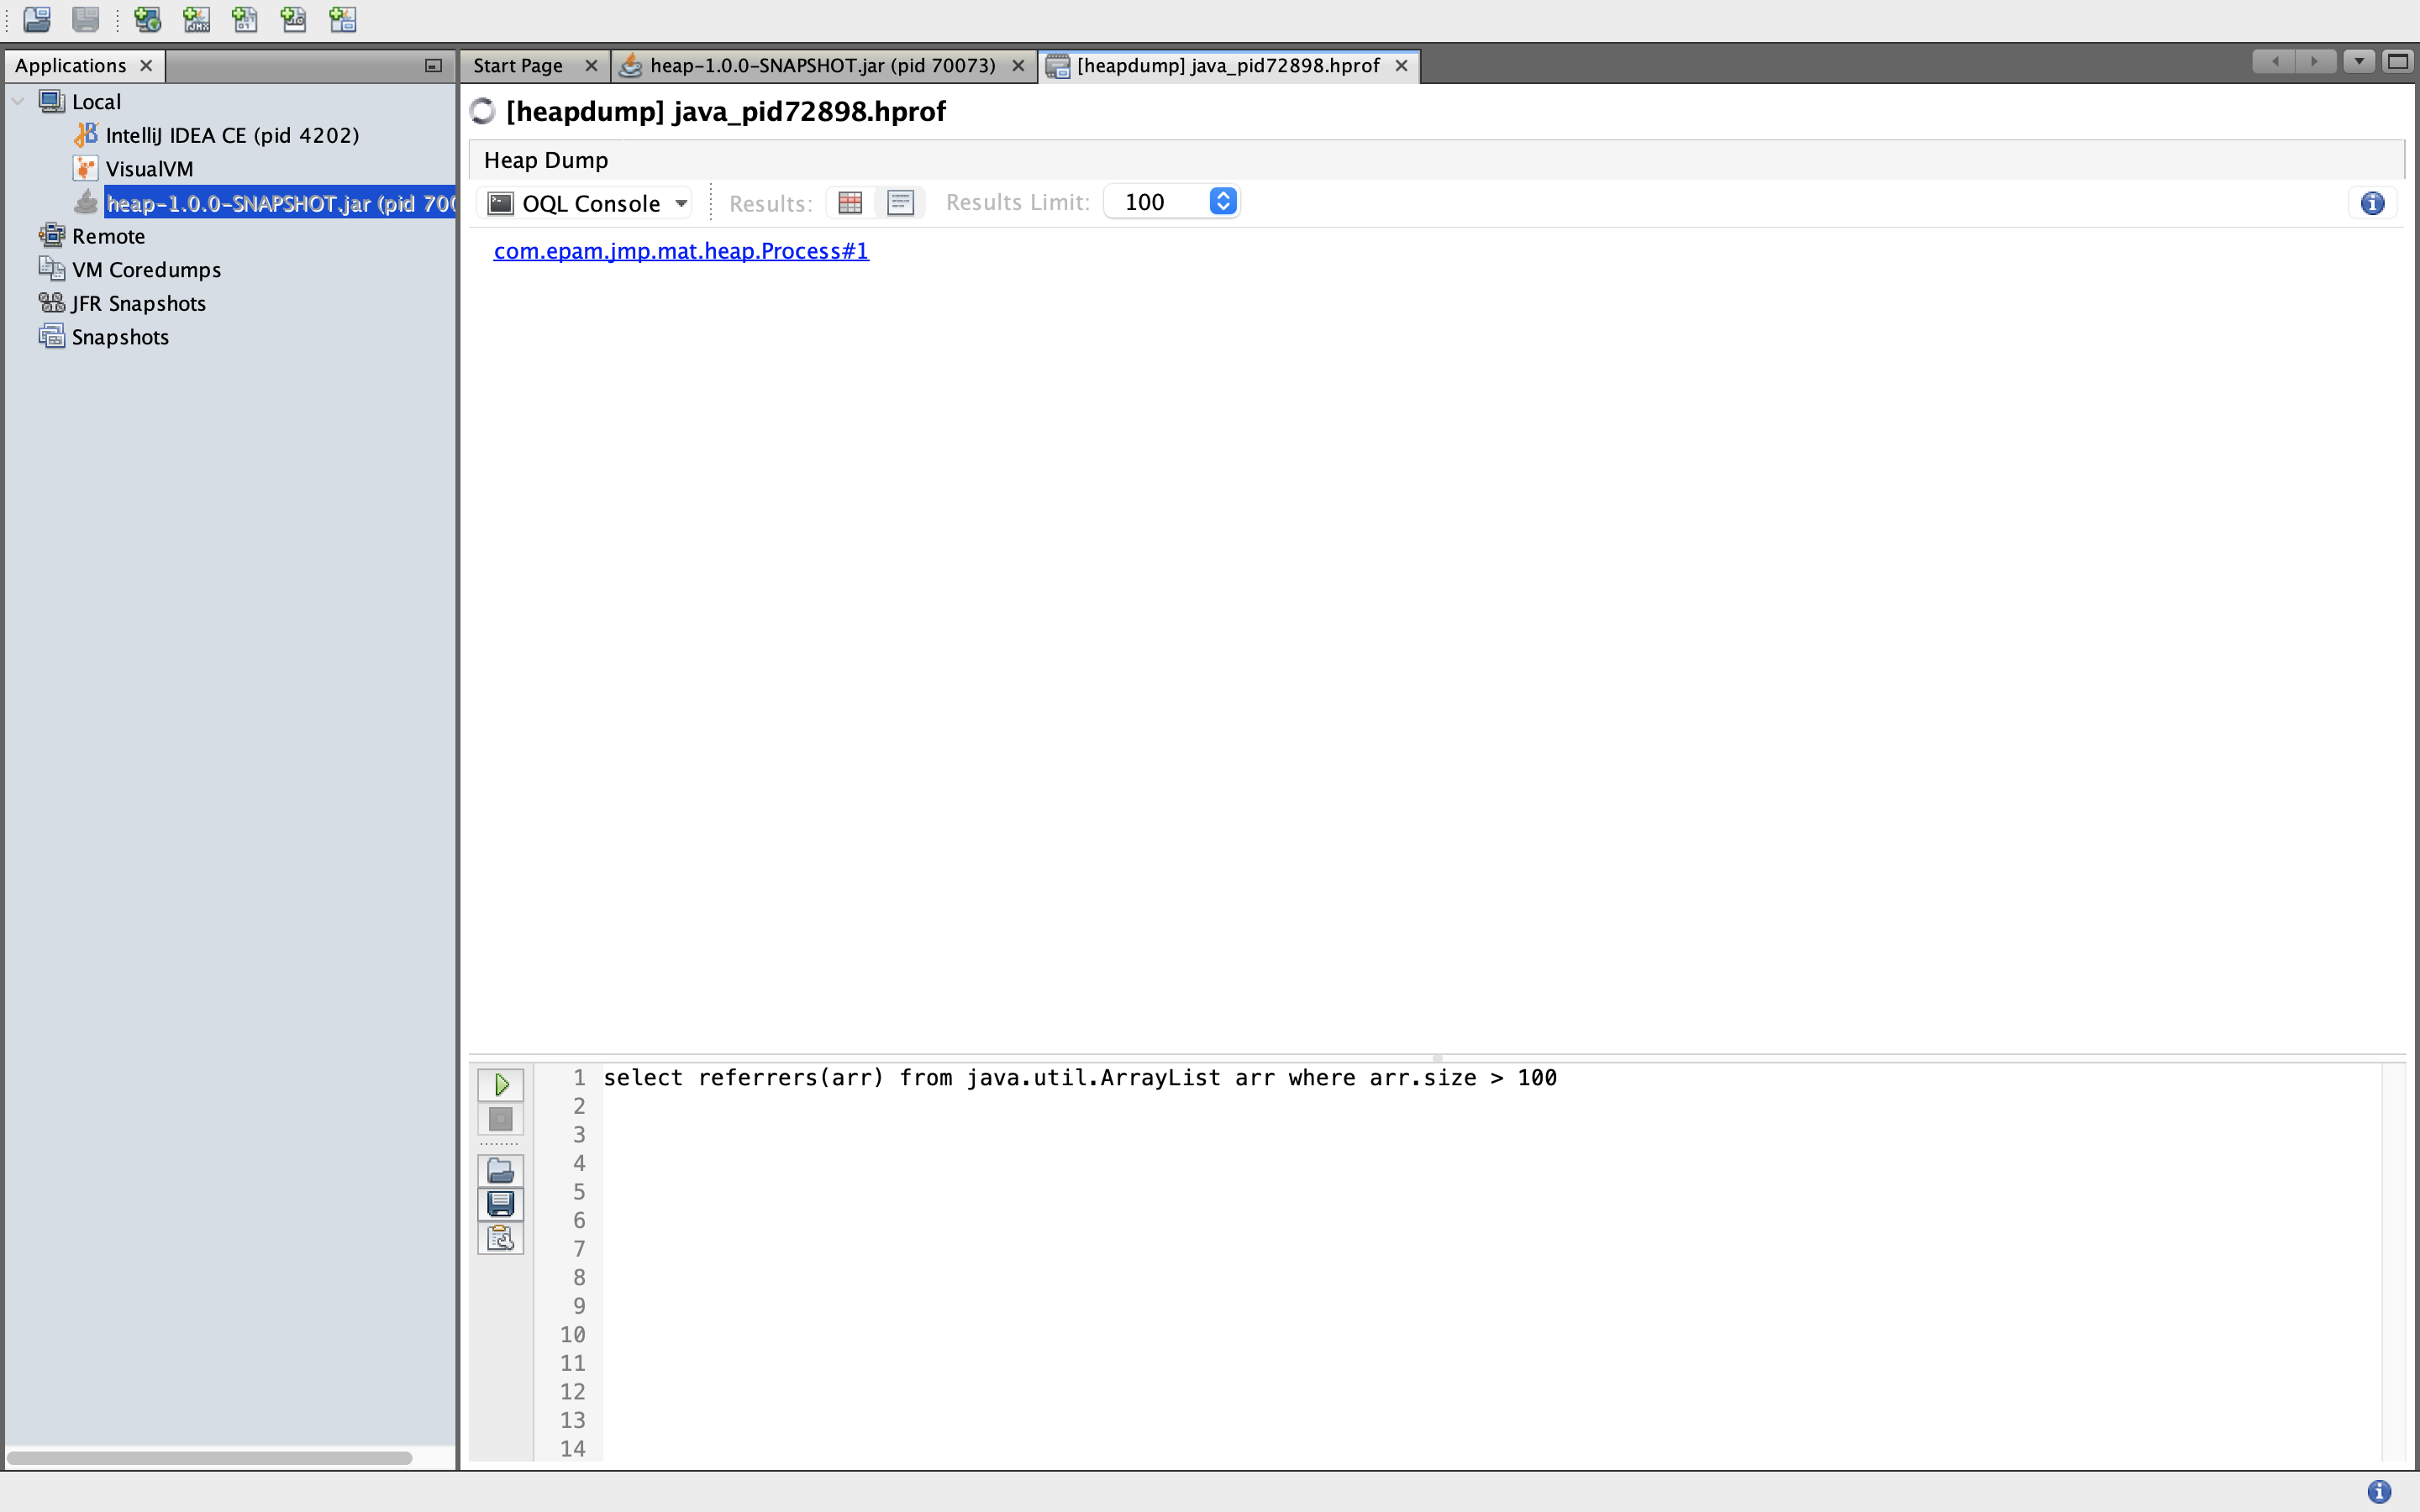 Applications
Start Page
heap-1.0.0-SNAPSHOT.jar (pid 70073)
[heapdump] java_pid72898.hprof
Local
IntelliJ IDEA CE (pid 4202)
VisualVM
heap-1.0.0-SNAPSHOT.jar (pid 700
Remote
VM Coredumps
JFR Snapshots
Snapshots
[heapdump] java_pid72898.hprof
Heap Dump
OQL Console
Results:
Results Limit:
100
com.epam.jmp.mat.heap.Process#1
1 select referrers(arr) from java.util.ArrayList arr where arr.size > 100
2
3
4
5
6
7
8
9
10
11
12
13
14